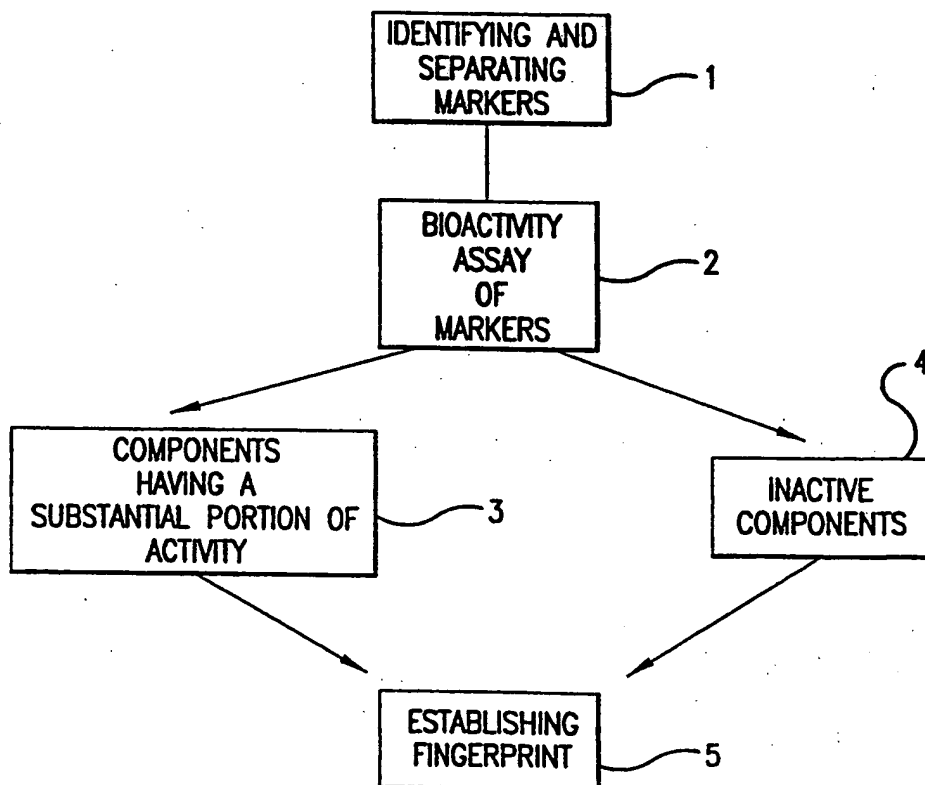 IDENTIFYING AND
SEPARATING
MARKERS
1
BIOACTIVITY
ASSAY
OF
MARKERS
2
4
COMPONENTS
HAVING A
SUBSTANTIAL PORTION OF
ACTIVITY
3
INACTIVE
COMPONENTS
ESTABLISHING
FINGERPRINT
5